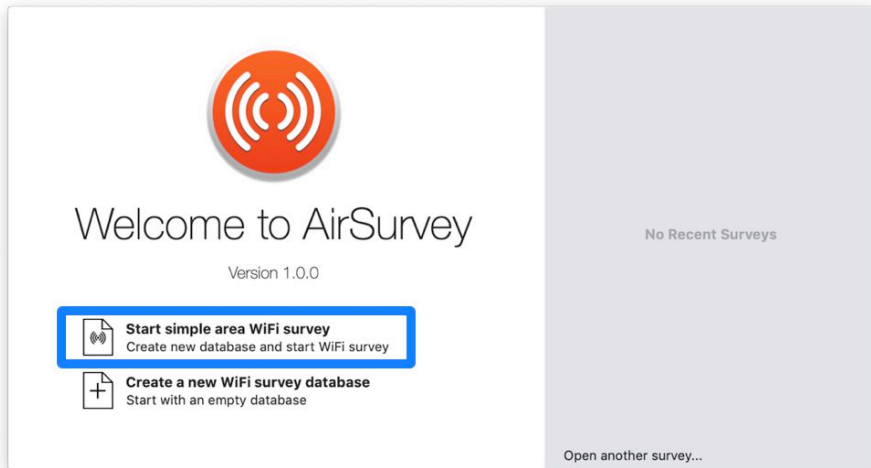 Welcome to AirSurvey
Version 1.0.0
Start simple area WiFi survey
Create new database and start WiFi survey
Create a new WiFi survey database
Start with an empty database
No Recent Surveys
Open another survey...